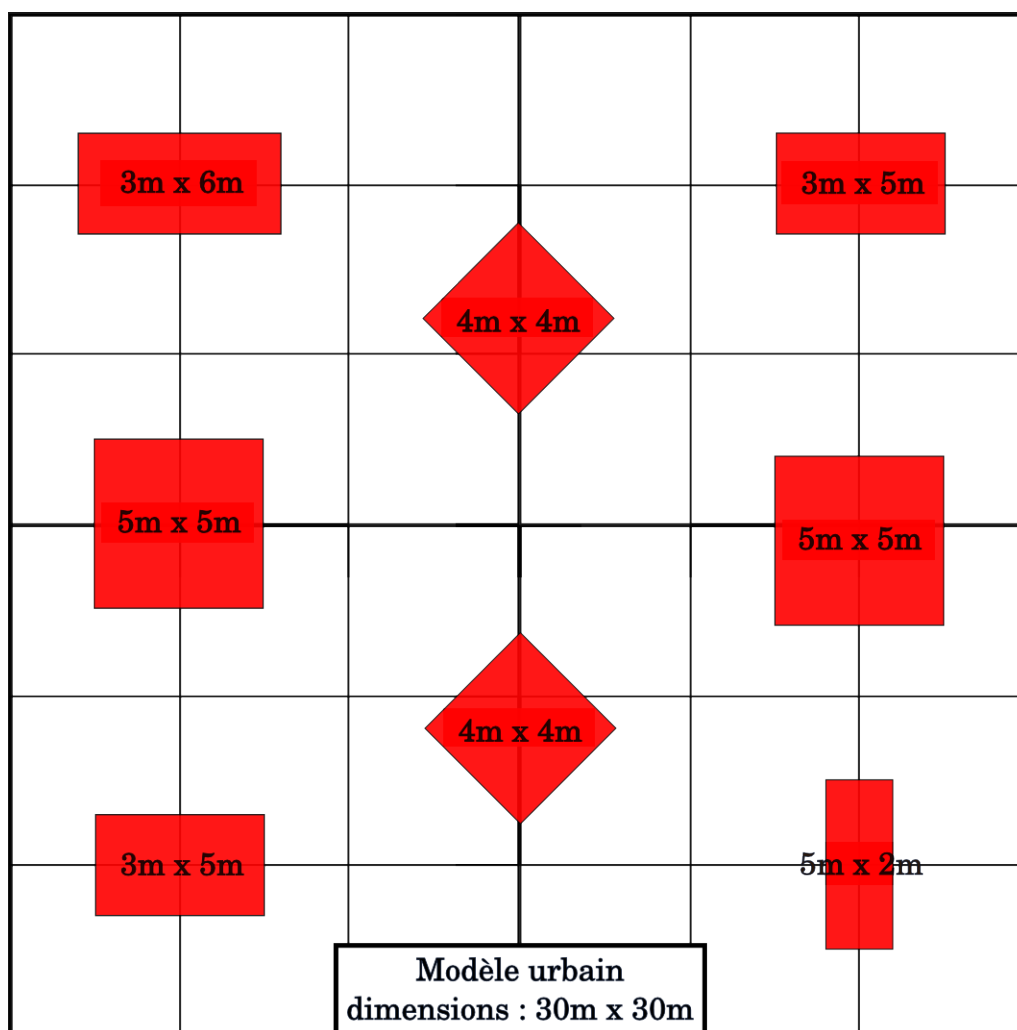 3m x 6m
3m x 5m
4m x 4m
5m x 5m
5m x 5m
4m x 4m
3m x 5m
5m x 2m
Modèle urbain
dimensions : 30m x 30m